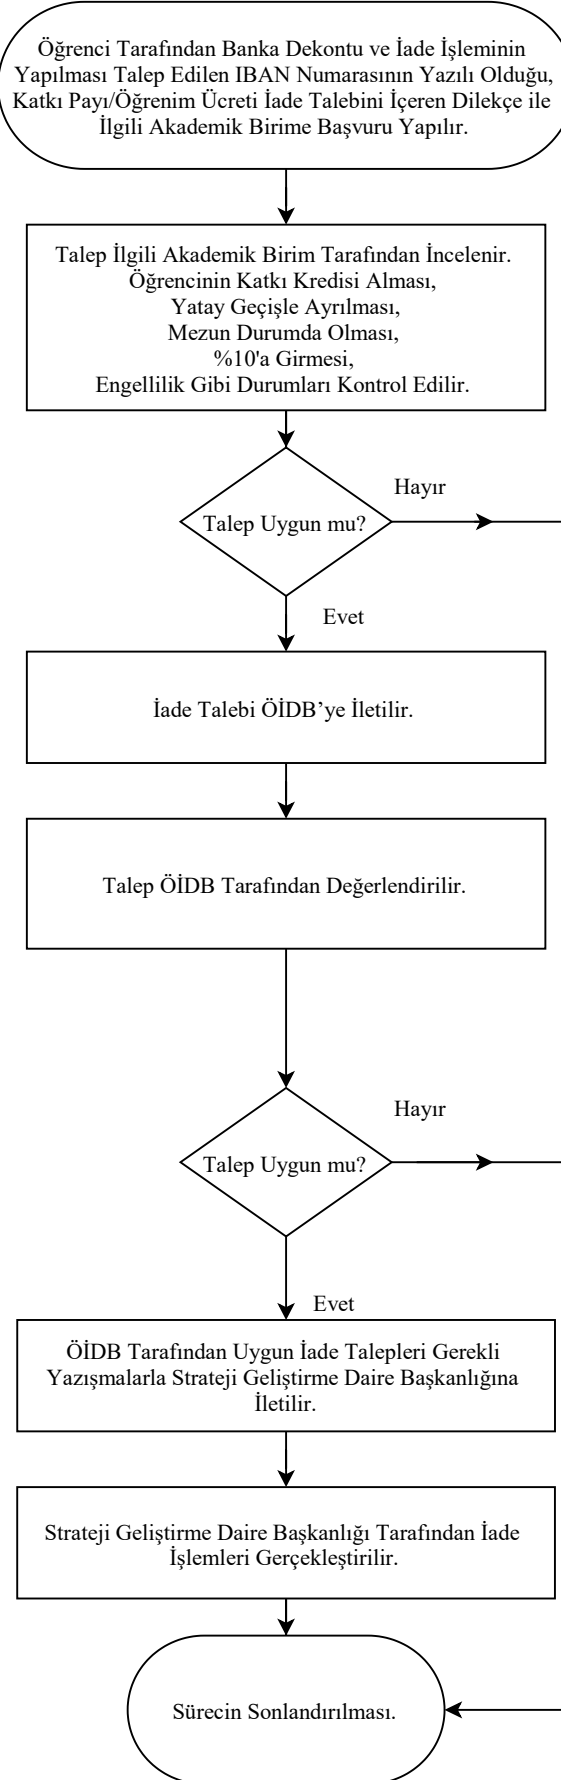 Öğrenci Tarafından Banka Dekontu ve İade İşleminin
Yapılması Talep Edilen IBAN Numarasının Yazılı Olduğu,
Katkı Payı/Öğrenim Ücreti İade Talebini İçeren Dilekçe ile
İlgili Akademik Birime Başvuru Yapılır.
Talep İlgili Akademik Birim Tarafından İncelenir.
Öğrencinin Katkı Kredisi Alması,
Yatay Geçişle Ayrılması,
Mezun Durumda Olması,
%10'a Girmesi,
Engellilik Gibi Durumları Kontrol Edilir.
Hayır
Talep Uygun mu?
Evet
İade Talebi ÖİDB’ye İletilir.
Talep ÖİDB Tarafından Değerlendirilir.
Hayır
Talep Uygun mu?
Evet
ÖİDB Tarafından Uygun İade Talepleri Gerekli
Yazışmalarla Strateji Geliştirme Daire Başkanlığına
İletilir.
Strateji Geliştirme Daire Başkanlığı Tarafından İade
İşlemleri Gerçekleştirilir.
Sürecin Sonlandırılması.